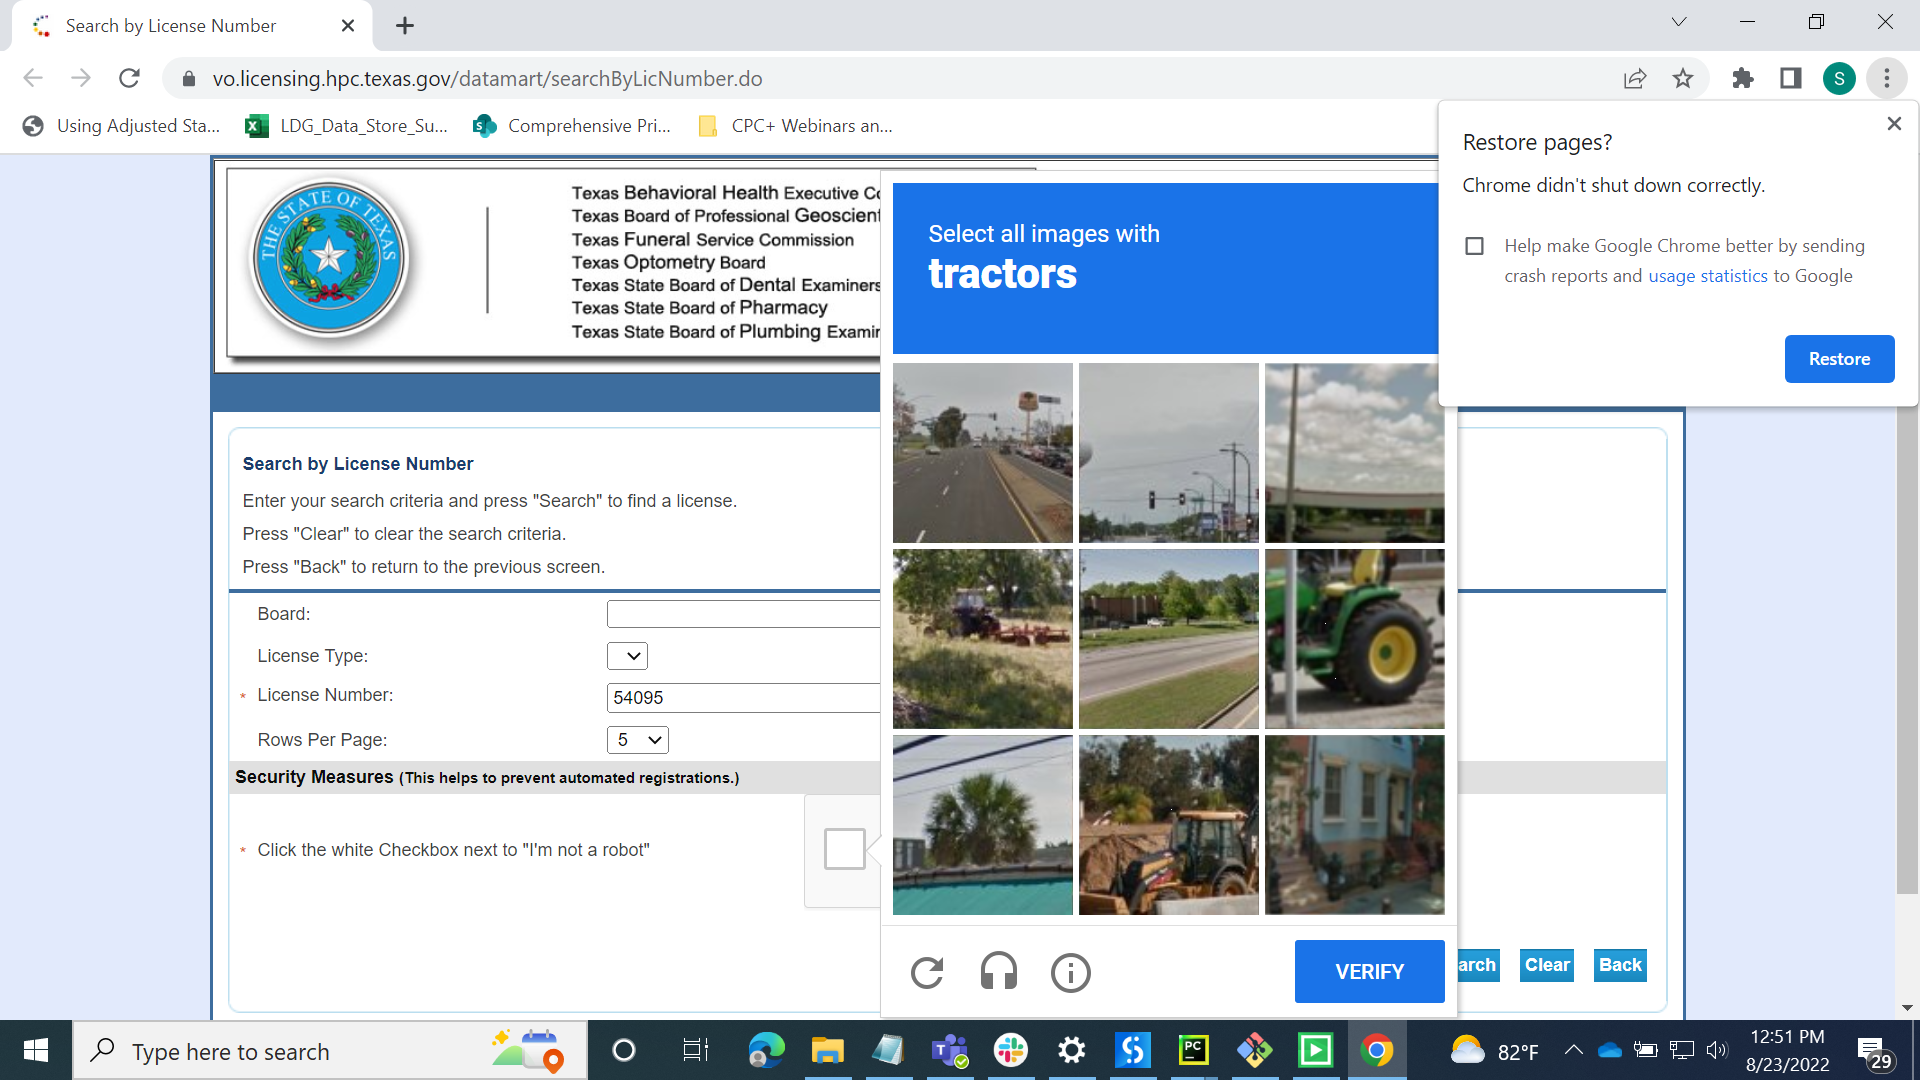 Search by License Number
vo.licensing.hpc.texas.gov/datamart/searchByLicNumber.do
S
Using Adjusted Sta...
LDG_Data_Store_Su...
Comprehensive Pri...
CPC+ Webinars an...
Restore pages?
Chrome didn't shut down correctly.
Help make Google Chrome better by sending
crash reports and usage statistics to Google
Restore
THE STATE OF TEXAS
Texas Behavioral Health Executive Co
Texas Board of Professional Geoscient
Texas Funeral Service Commission
Texas Optometry Board
Texas State Board of Dental Examiners
Texas State Board of Pharmacy
Texas State Board of Plumbing Examin
Select all images with
tractors
Search by License Number
Enter your search criteria and press "Search" to find a license.
Press "Clear" to clear the search criteria.
Press "Back" to return to the previous screen.
Board:
License Type:
* License Number:
54095
Rows Per Page:
5
Security Measures (This helps to prevent automated registrations.)
* Click the white Checkbox next to "I'm not a robot"
VERIFY
arch
Clear
Back
Type here to search
PC
82°F
12:51 PM
8/23/2022
29